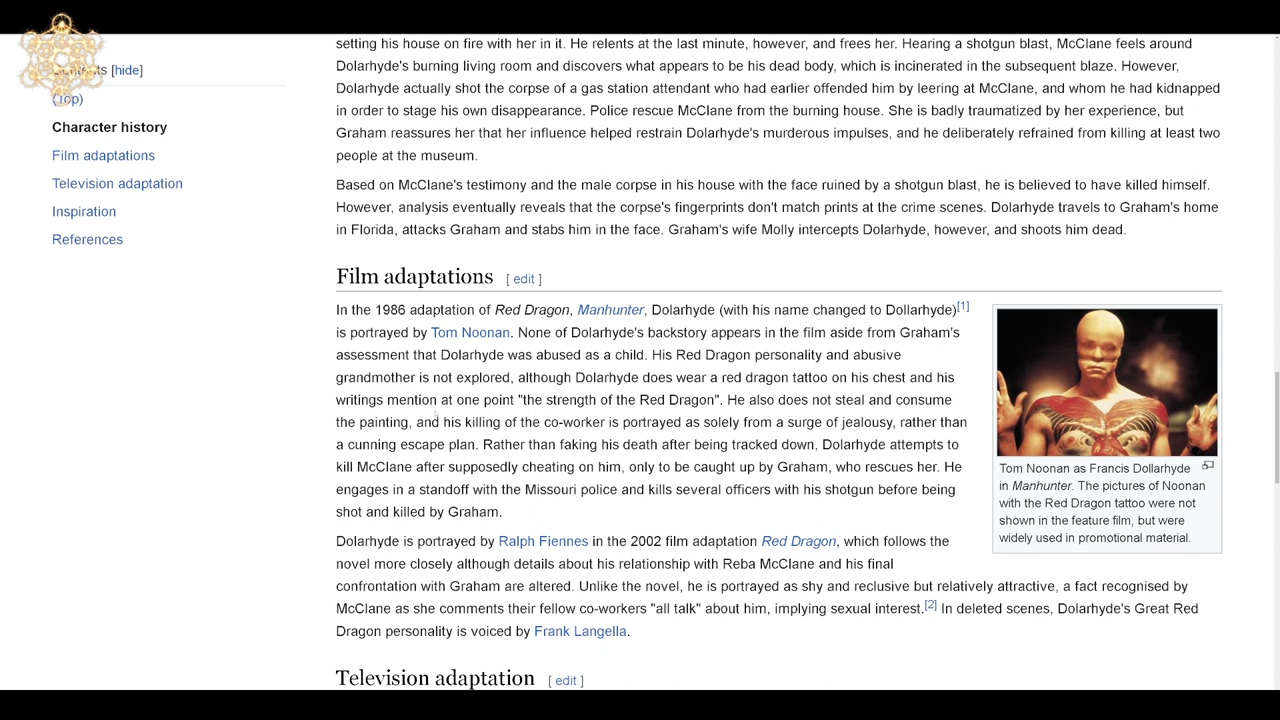 Contents [hide]
(Top)
Character history
Film adaptations
Television adaptation
Inspiration
References
setting his house on fire with her in it. He relents at the last minute, however, and frees her. Hearing a shotgun blast, McClane feels around
Dolarhyde's burning living room and discovers what appears to be his dead body, which is incinerated in the subsequent blaze. However,
Dolarhyde actually shot the corpse of a gas station attendant who had earlier offended him by leering at McClane, and whom he had kidnapped
in order to stage his own disappearance. Police rescue McClane from the burning house. She is badly traumatized by her experience, but
Graham reassures her that her influence helped restrain Dolarhyde's murderous impulses, and he deliberately refrained from killing at least two
people at the museum.
Based on McClane's testimony and the male corpse in his house with the face ruined by a shotgun blast, he is believed to have killed himself.
However, analysis eventually reveals that the corpse's fingerprints don't match prints at the crime scenes. Dolarhyde travels to Graham's home
in Florida, attacks Graham and stabs him in the face. Graham's wife Molly intercepts Dolarhyde, however, and shoots him dead.
Film adaptations [ edit ]
In the 1986 adaptation of Red Dragon, Manhunter, Dolarhyde (with his name changed to Dollarhyde)[1]
is portrayed by Tom Noonan. None of Dolarhyde's backstory appears in the film aside from Graham's
assessment that Dolarhyde was abused as a child. His Red Dragon personality and abusive
grandmother is not explored, although Dolarhyde does wear a red dragon tattoo on his chest and his
writings mention at one point "the strength of the Red Dragon". He also does not steal and consume
the painting, and his killing of the co-worker is portrayed as solely from a surge of jealousy, rather than
a cunning escape plan. Rather than faking his death after being tracked down, Dolarhyde attempts to
kill McClane after supposedly cheating on him, only to be caught up by Graham, who rescues her. He
engages in a standoff with the Missouri police and kills several officers with his shotgun before being
shot and killed by Graham.
Tom Noonan as Francis Dollarhyde
in Manhunter. The pictures of Noonan
with the Red Dragon tattoo were not
shown in the feature film, but were
widely used in promotional material.
Dolarhyde is portrayed by Ralph Fiennes in the 2002 film adaptation Red Dragon, which follows the
novel more closely although details about his relationship with Reba McClane and his final
confrontation with Graham are altered. Unlike the novel, he is portrayed as shy and reclusive but relatively attractive, a fact recognised by
McClane as she comments their fellow co-workers "all talk" about him, implying sexual interest.[2] In deleted scenes, Dolarhyde's Great Red
Dragon personality is voiced by Frank Langella.
Television adaptation [ edit ]